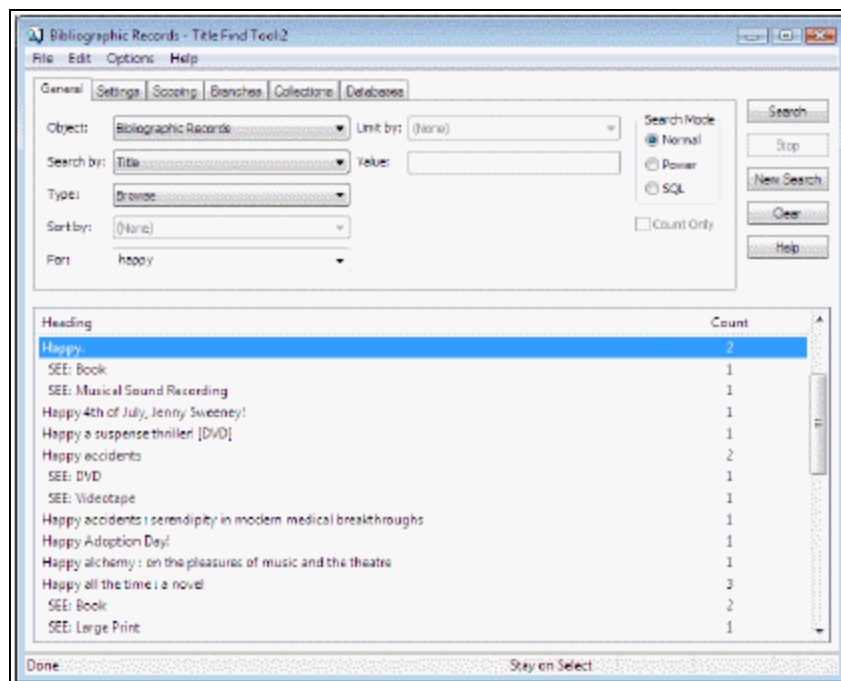 Bibliographic Records - Title Find Tool:2
File Edit Options Help
General Settings Scoping Branches Collections Databases
Object: Bibliographic Records Limit by: (None) Search Mode Search
Normal
Search by: Title Value: Power Stop
Type: Browse SQL New Search
Sort by: (None) Count Only Clear
For: happy Help
Heading Count
Happy. 2
SEE: Book 1
SEE: Musical Sound Recording 1
Happy 4th of July, Jenny Sweeney! 1
Happy a suspense thriller! [DVD] 1
Happy accidents 2
SEE: DVD 1
SEE: Videotape 1
Happy accidents : serendipity in modern medical breakthroughs 1
Happy Adoption Day! 1
Happy alchemy : on the pleasures of music and the theatre 1
Happy all the time : a novel 3
SEE: Book 2
SEE: Large Print 1
Done Stay on Select